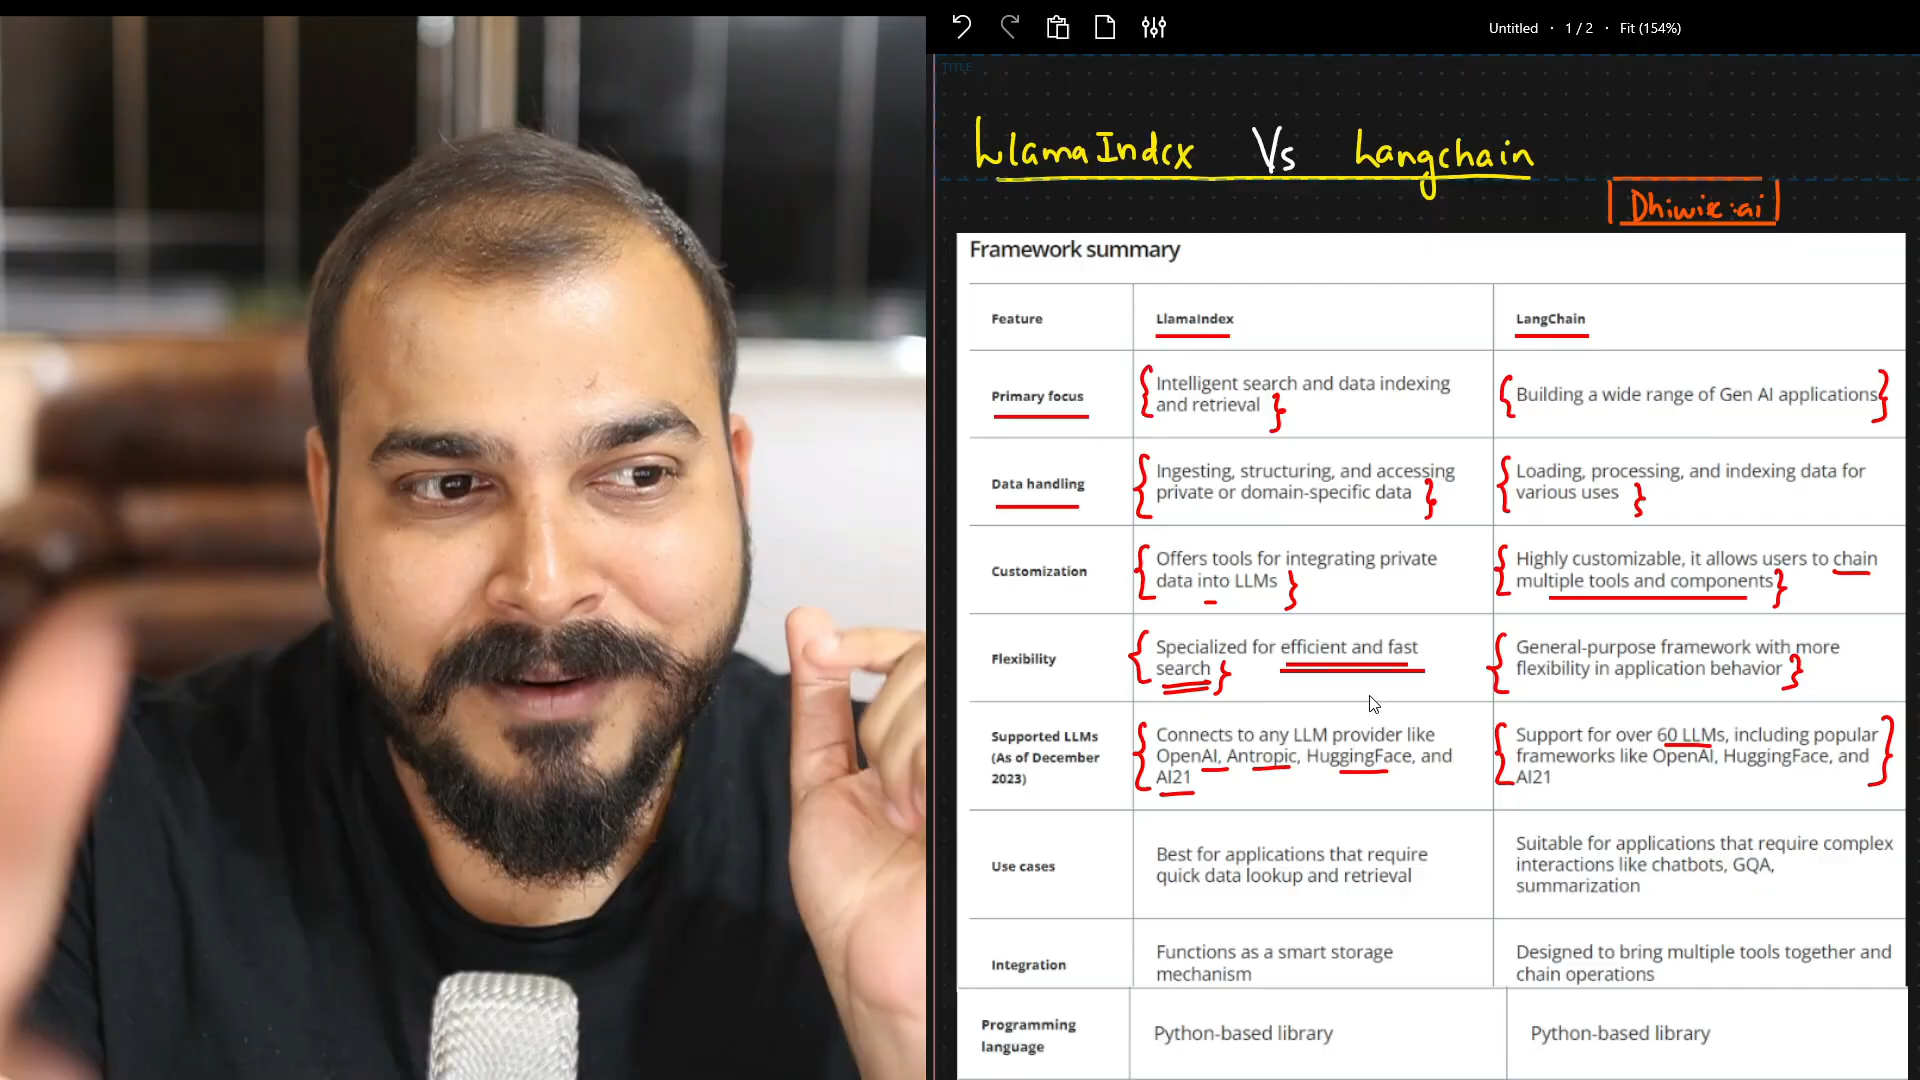 Untitled · 1 / 2 · Fit (154%)
TITLE
LlamaIndex Vs Langchain
Dhiwise.ai
Framework summary
Feature LlamaIndex LangChain
Primary focus
Intelligent search and data indexing
and retrieval
Building a wide range of Gen AI applications
Data handling
Ingesting, structuring, and accessing
private or domain-specific data
Loading, processing, and indexing data for
various uses
Customization
Offers tools for integrating private
data into LLMs
Highly customizable, it allows users to chain
multiple tools and components
Flexibility
Specialized for efficient and fast
search
General-purpose framework with more
flexibility in application behavior
Supported LLMs
(As of December
2023)
Connects to any LLM provider like
OpenAI, Antropic, HuggingFace, and
AI21
Support for over 60 LLMs, including popular
frameworks like OpenAI, HuggingFace, and
AI21
Use cases
Best for applications that require
quick data lookup and retrieval
Suitable for applications that require complex
interactions like chatbots, GQA,
summarization
Integration
Functions as a smart storage
mechanism
Designed to bring multiple tools together and
chain operations
Programming
language
Python-based library
Python-based library